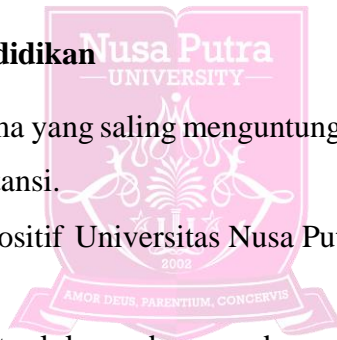 Nusa Putra
UNIVERSITY
didikan
na yang saling menguntung
ansi.
ositif Universitas Nusa Pu
2002
AMOR DEUS, PARENTIUM, CONCERVIS